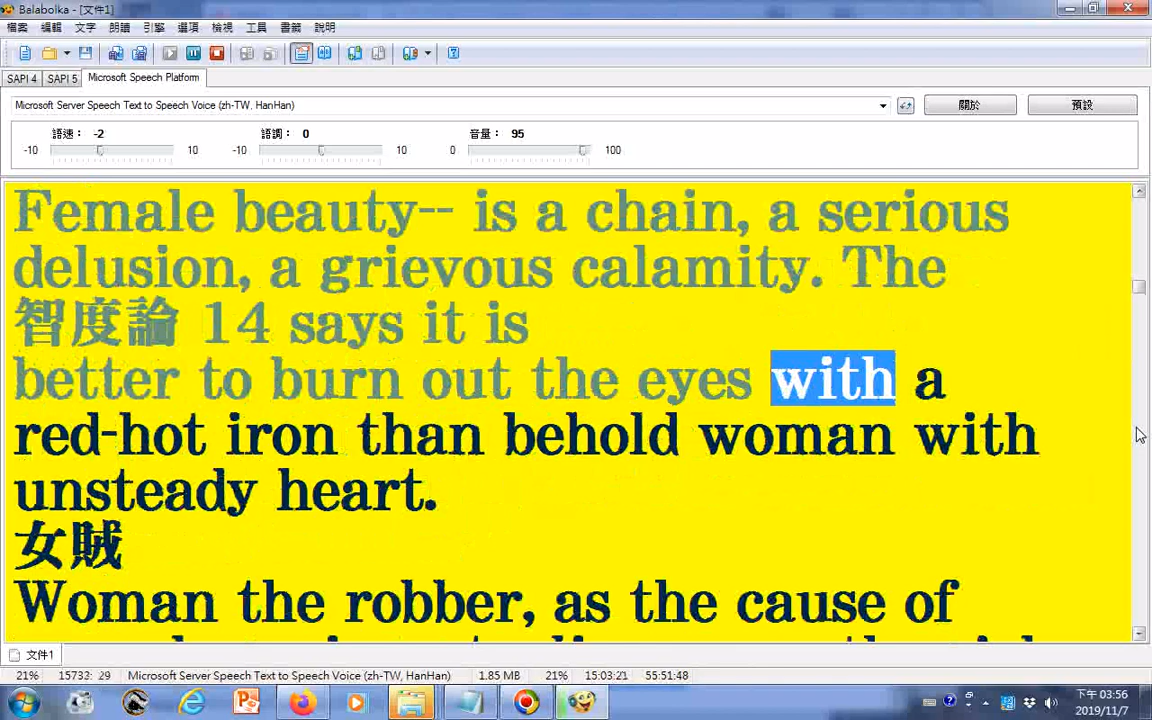 Balabolka - [文件1]
檔案 編輯 文字 朗讀 引擎 選項 檢視 工具 書籤 說明
SAPI 4 SAPI 5 Microsoft Speech Platform
Microsoft Server Speech Text to Speech Voice (zh-TW, HanHan) 關於 預設
語速： -2 語調： 0 音量： 95
-10 10 -10 10 0 100
Female beauty-- is a chain, a serious
delusion, a grievous calamity. The
智度論 14 says it is
better to burn out the eyes with a
red-hot iron than behold woman with
unsteady heart.
女賊
Woman the robber, as the cause of
文件1
21% 15732: 29 Microsoft Server Speech Text to Speech Voice (zh-TW, HanHan) 1.85 MB 21% 15:03:21 55:51:48
下午 03:56
2019/11/7